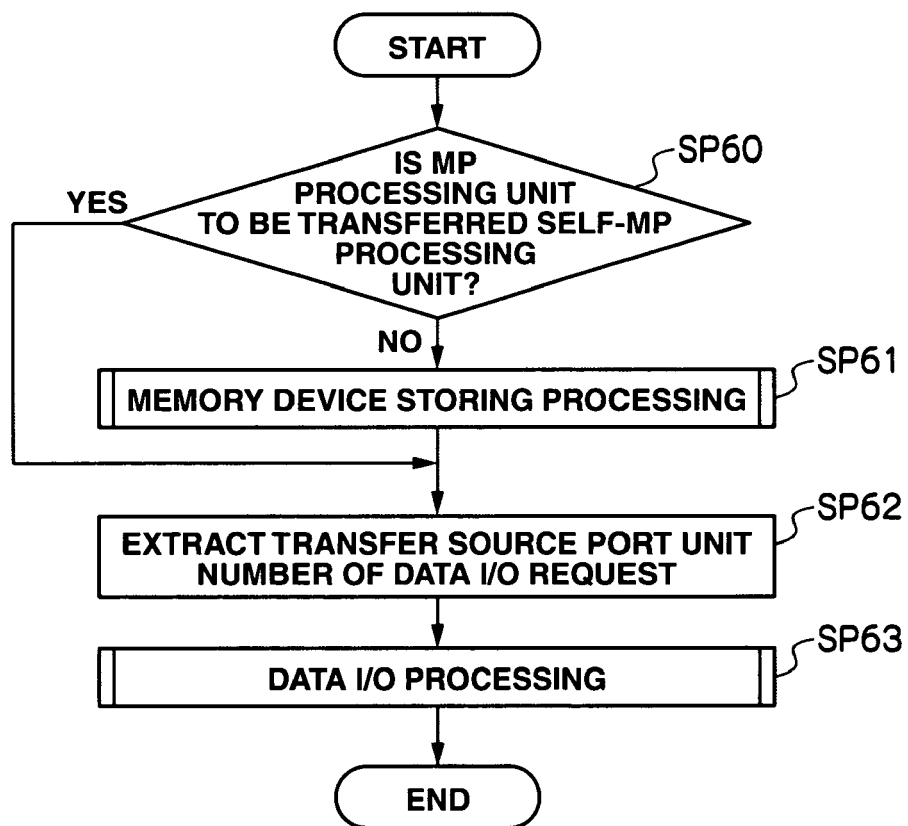 START
IS MP
PROCESSING UNIT
TO BE TRANSFERRED SELF-MP
PROCESSING
UNIT?
SP60
YES
NO
MEMORY DEVICE STORING PROCESSING
SP61
EXTRACT TRANSFER SOURCE PORT UNIT
NUMBER OF DATA I/O REQUEST
SP62
DATA I/O PROCESSING
SP63
END